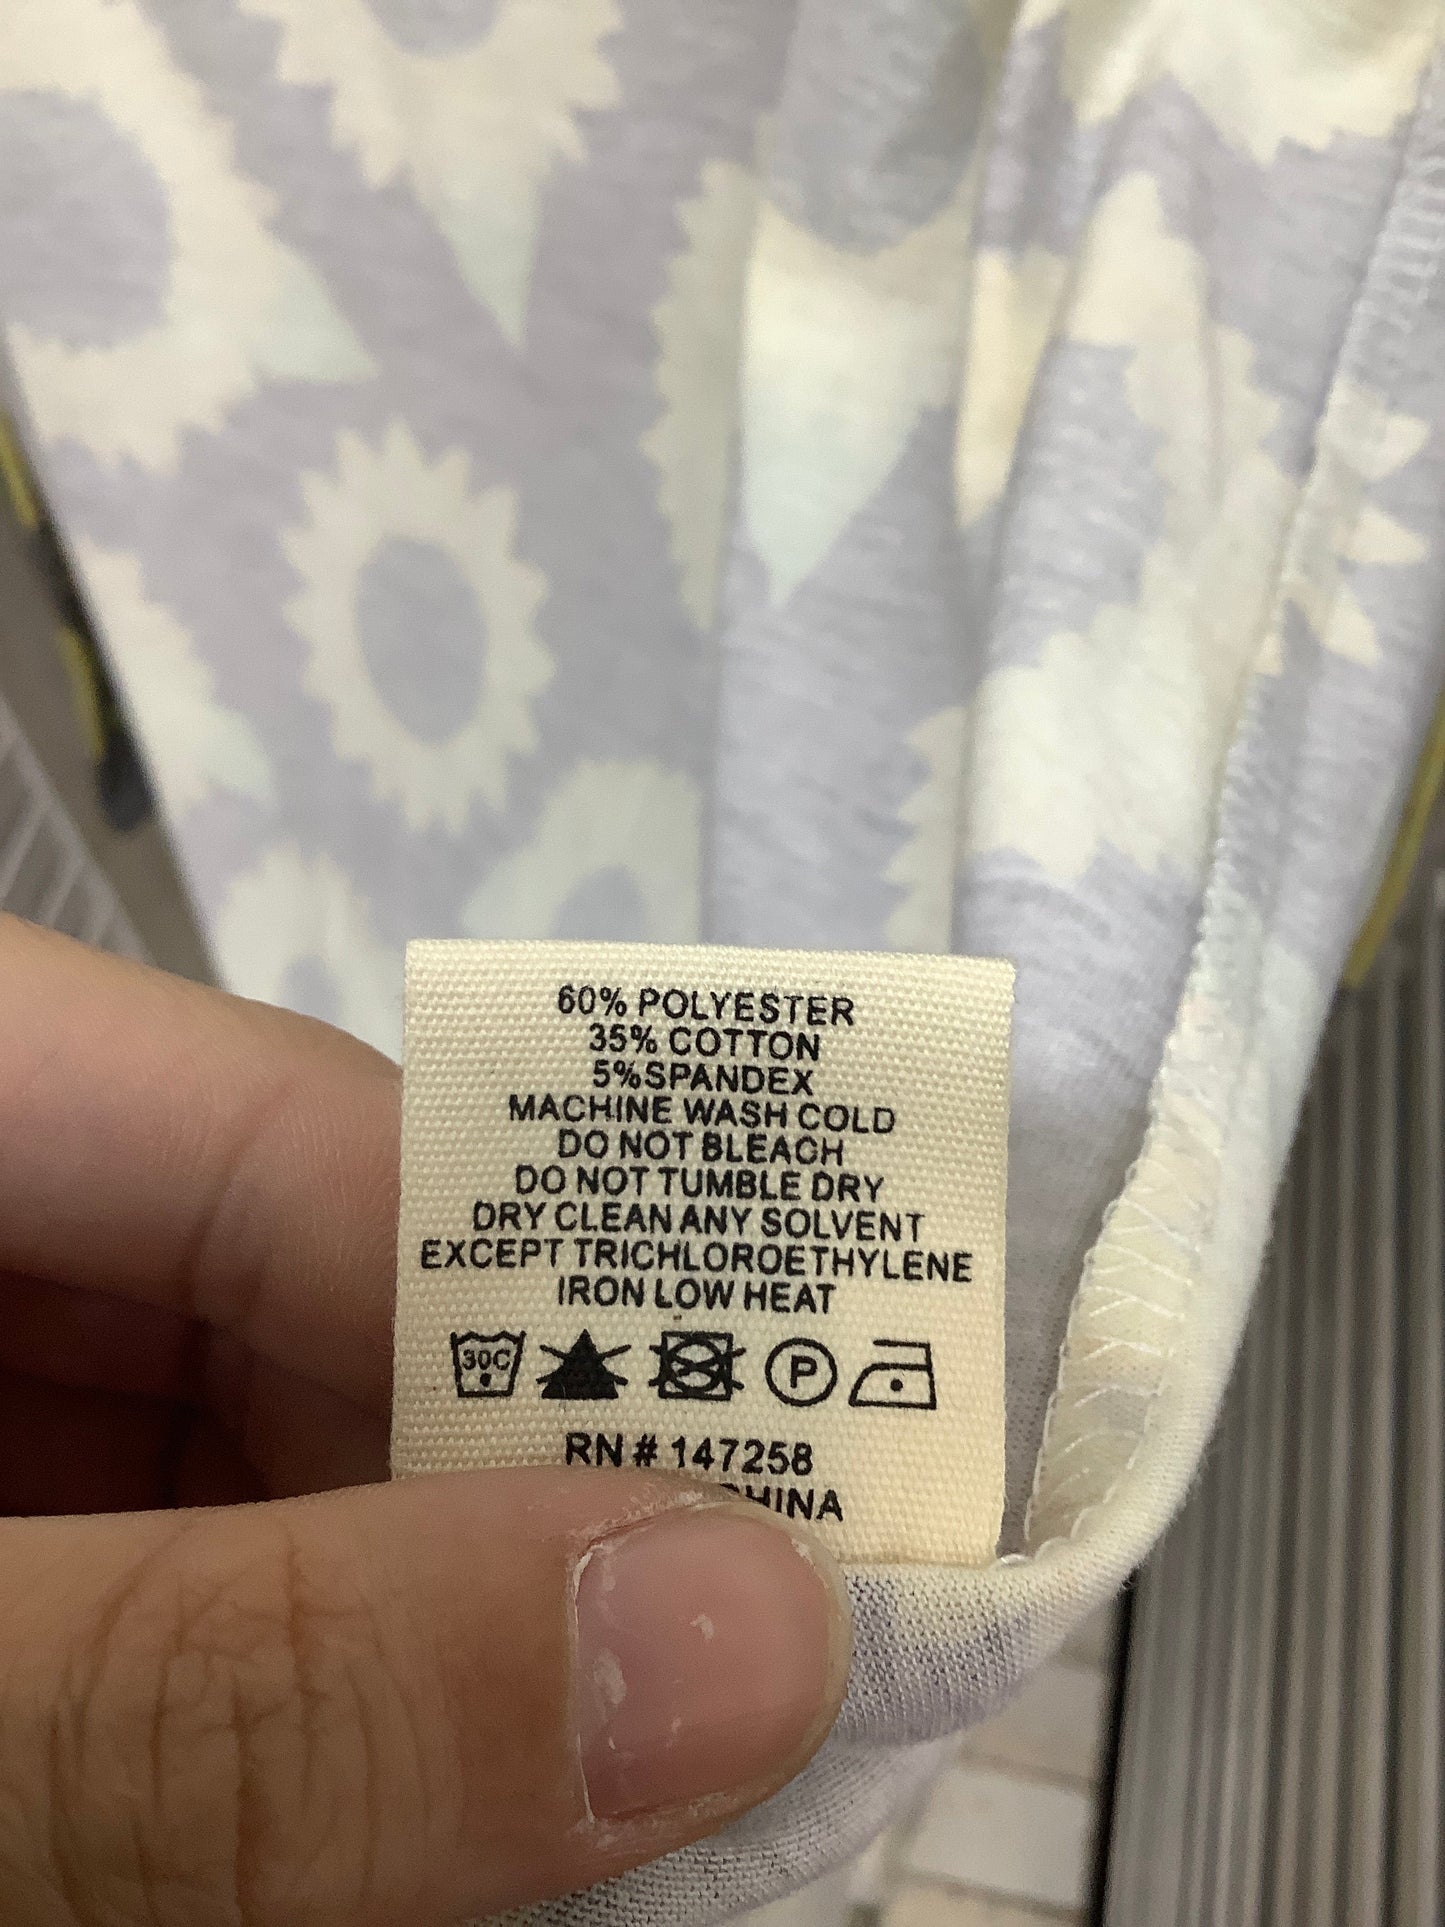 60% POLYESTER
35% COTTON
5%SPANDEX
MACHINE WASH COLD
DO NOT BLEACH
DO NOT TUMBLE DRY
DRY CLEAN ANY SOLVENT
EXCEPT TRICHLOROETHYLENE
IRON LOW HEAT
30C P
RN # 147258
CHINA